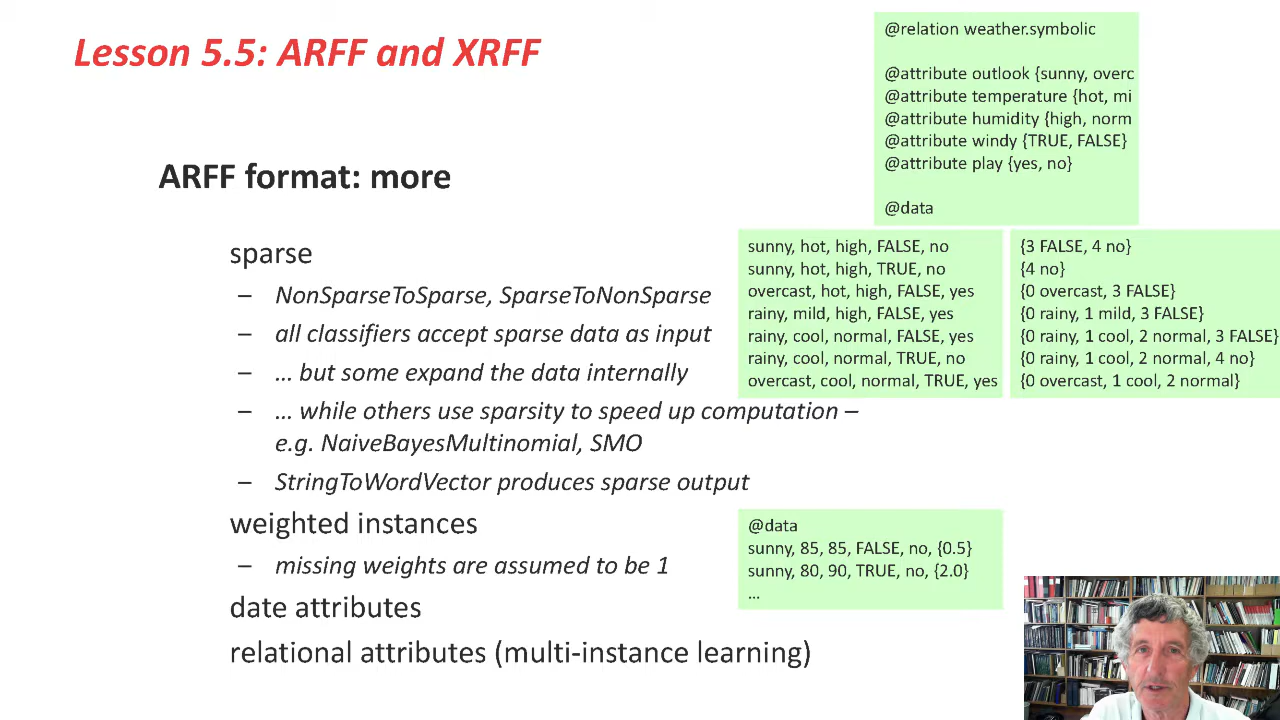 Lesson 5.5: ARFF and XRFF
@relation weather.symbolic
@attribute outlook {sunny, overc
@attribute temperature {hot, mi
@attribute humidity {high, norm
@attribute windy {TRUE, FALSE}
@attribute play {yes, no}
@data
ARFF format: more
sparse
– NonSparseToSparse, SparseToNonSparse
– all classifiers accept sparse data as input
– … but some expand the data internally
– … while others use sparsity to speed up computation –
e.g. NaiveBayesMultinomial, SMO
– StringToWordVector produces sparse output
sunny, hot, high, FALSE, no
sunny, hot, high, TRUE, no
overcast, hot, high, FALSE, yes
rainy, mild, high, FALSE, yes
rainy, cool, normal, FALSE, yes
rainy, cool, normal, TRUE, no
overcast, cool, normal, TRUE, yes
{3 FALSE, 4 no}
{4 no}
{0 overcast, 3 FALSE}
{0 rainy, 1 mild, 3 FALSE}
{0 rainy, 1 cool, 2 normal, 3 FALSE}
{0 rainy, 1 cool, 2 normal, 4 no}
{0 overcast, 1 cool, 2 normal}
weighted instances
– missing weights are assumed to be 1
@data
sunny, 85, 85, FALSE, no, {0.5}
sunny, 80, 90, TRUE, no, {2.0}
…
date attributes
relational attributes (multi-instance learning)